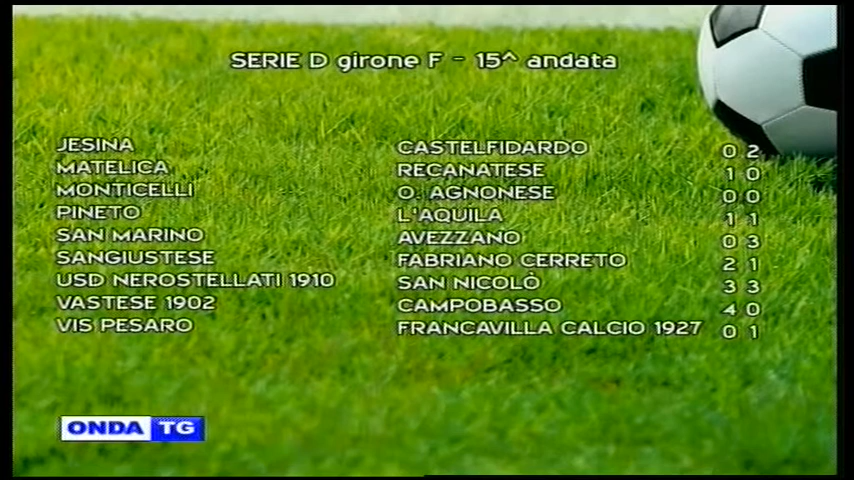 SERIE D girone F - 15^ andata
JESINA CASTELFIDARDO 0 2
MATELICA RECANATESE 1 0
MONTICELLI O. AGNONESE 0 0
PINETO L'AQUILA 1 1
SAN MARINO AVEZZANO 0 3
SANGIUSTESE FABRIANO CERRETO 2 1
USD NEROSTELLATI 1910 SAN NICOLÒ 3 3
VASTESE 1902 CAMPOBASSO 4 0
VIS PESARO FRANCAVILLA CALCIO 1927 0 1
ONDA TG